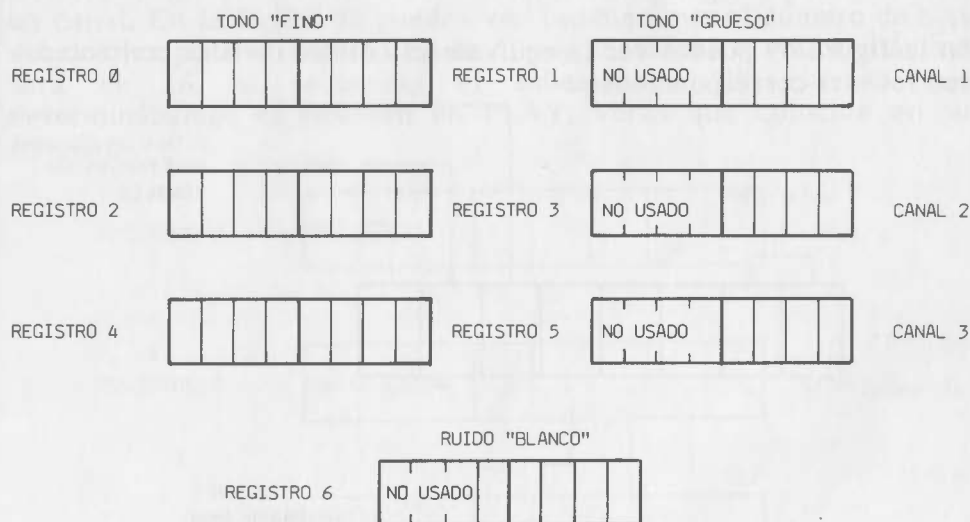 TONO "FINO" TONO "GRUESO"
REGISTRO Ø REGISTRO 1 NO USADO CANAL 1
REGISTRO 2 REGISTRO 3 NO USADO CANAL 2
REGISTRO 4 REGISTRO 5 NO USADO CANAL 3
RUIDO "BLANCO"
REGISTRO 6 NO USADO